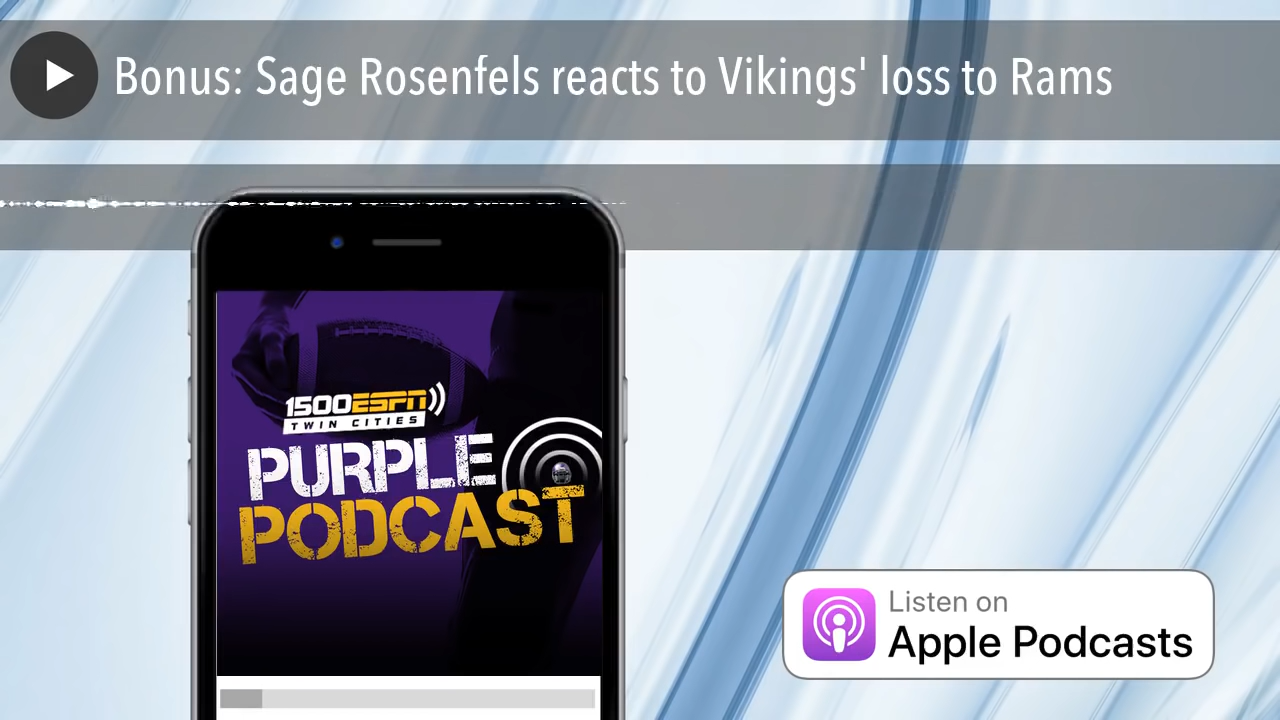 Bonus: Sage Rosenfels reacts to Vikings' loss to Rams
1500ESPN
TWIN CITIES
PURPLE
PODCAST
Listen on
Apple Podcasts